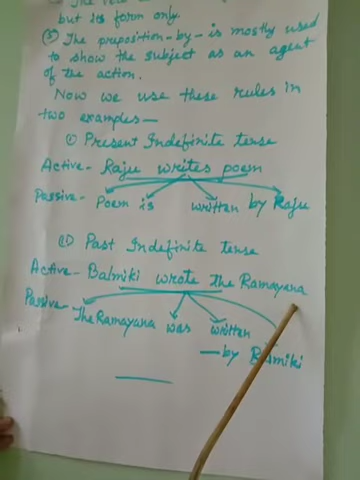 but its form only.
③ The preposition - by - is mostly used
to show the subject as an agent
of the action.
Now we use these rules in
two examples—
① Present Indefinite tense
Active - Raju writes poem
Passive - Poem is written by Raju
② Past Indefinite tense
Active - Balmiki wrote the Ramayana
Passive - The Ramayana was written
— by Balmiki